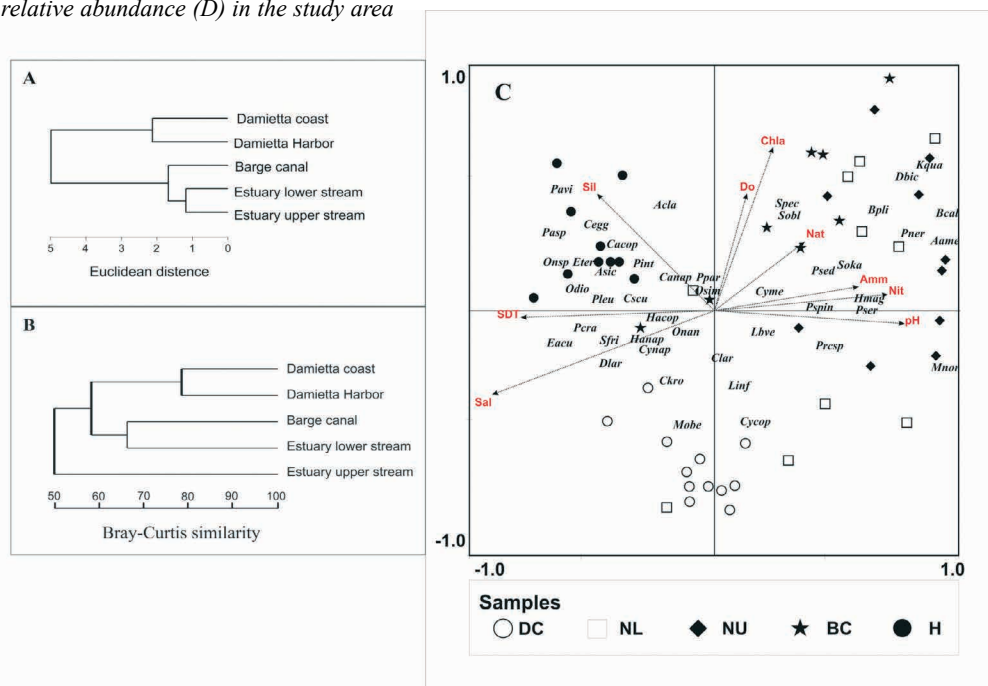 relative abundance (D) in the study area
A
Damietta coast
Damietta Harbor
Barge canal
Estuary lower stream
Estuary upper stream
5 4 3 2 1 0
Euclidean distence
B
Damietta coast
Damietta Harbor
Barge canal
Estuary lower stream
Estuary upper stream
50 60 70 80 90 100
Bray-Curtis similarity
1.0
C
Chla
Kqua
Dbic
Pavi
Sil
Do
Acla
Spec
Sobl
Bpli
Bcal
Cegg
Pasp
Nat
Pner
Aame
Cacop
Onsp Eter
Asic
Pint
Soka
Psed
Canap Ppar
Amm
Odio
Osim
Cyme
Nit
Pleu
Cscu
Hmag
Pspin
Pser
SDT
Hacop
pH
Pcra
Onan
Lbve
Eacu
Sfri
Hanap
Prcsp
Cynap
Clar
Dlar
Mnor
Ckro
Linf
Sal
Mobe
Cycop
-1.0
-1.0 1.0
Samples
DC NL NU BC H